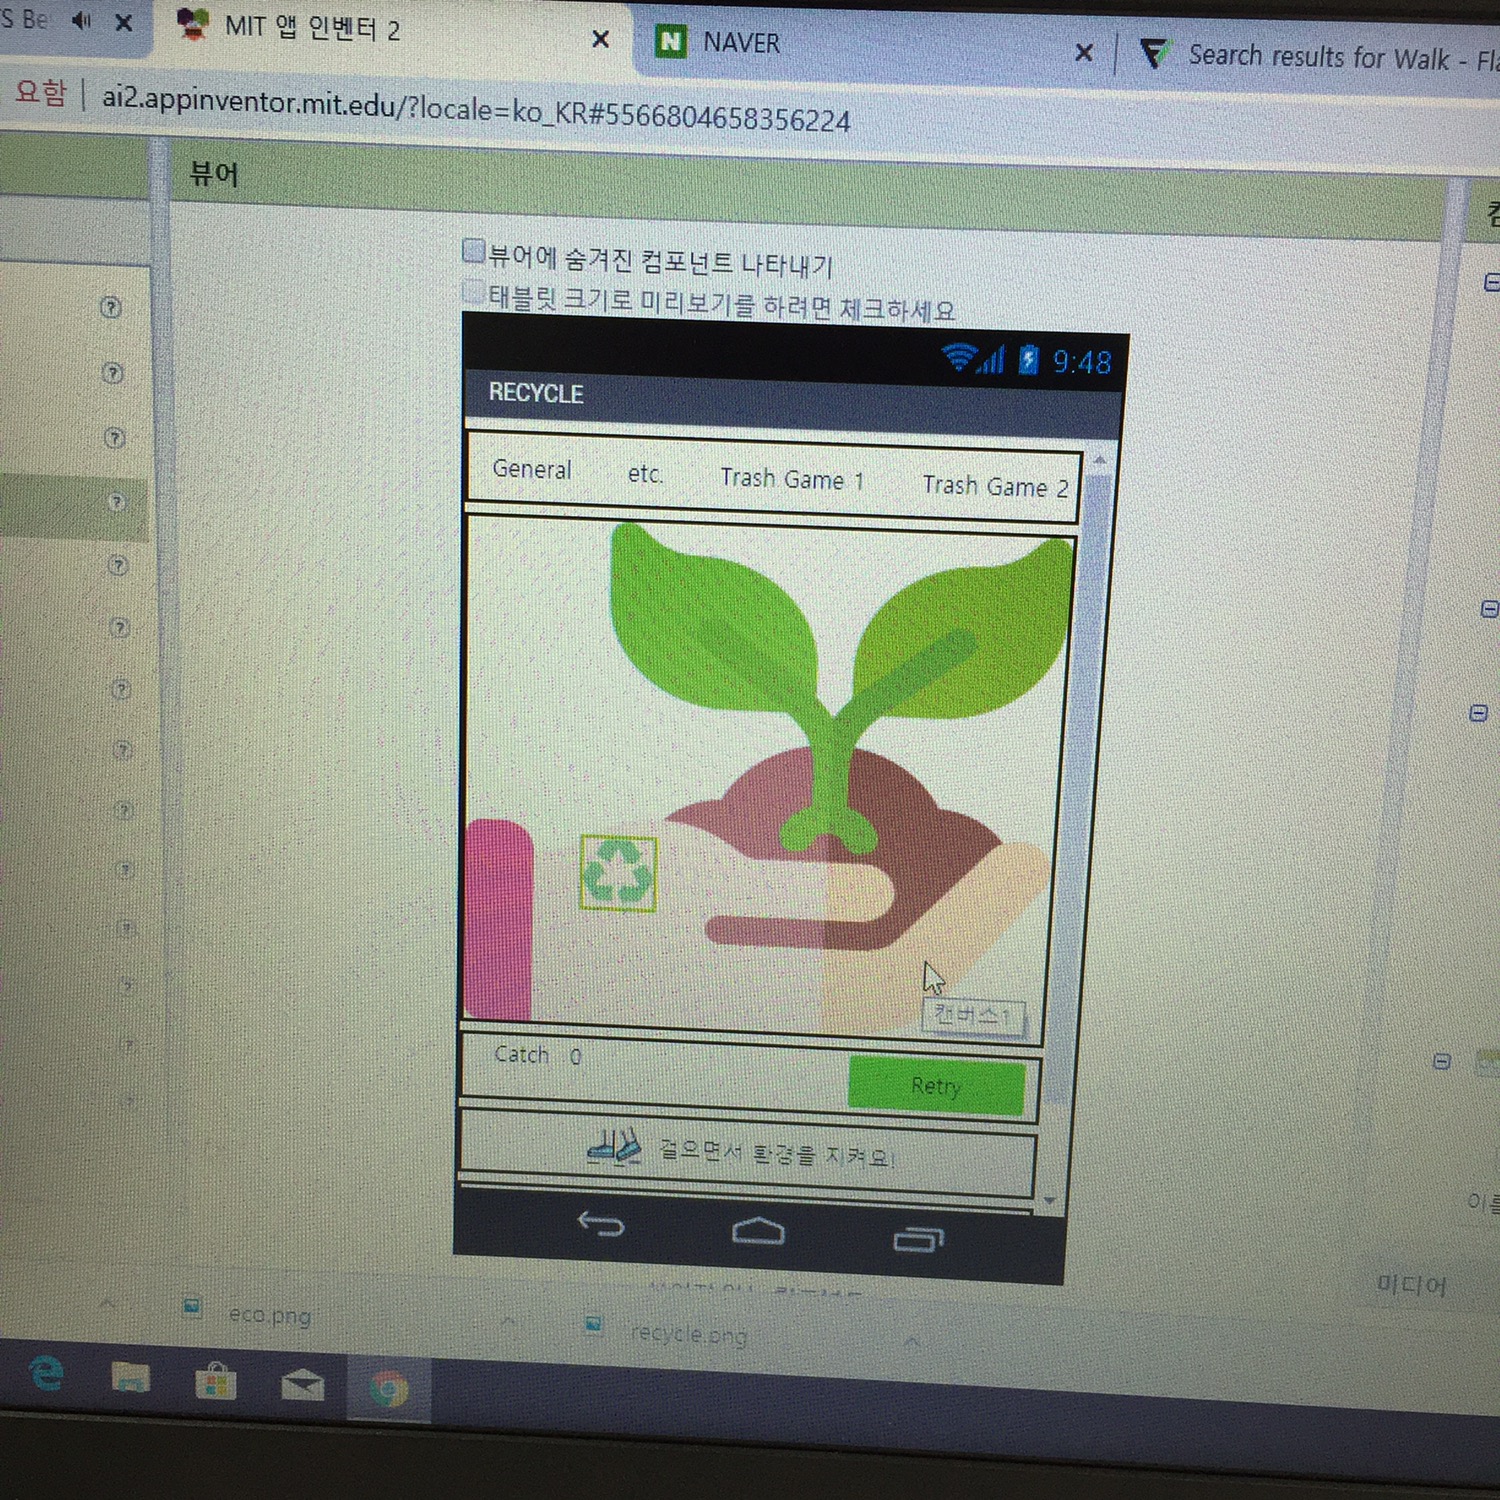 S Be
MIT 앱 인벤터 2
NAVER
Search results for Walk - Fl
요함 | ai2.appinventor.mit.edu/?locale=ko_KR#5566804658356224
뷰어
뷰어에 숨겨진 컴포넌트 나타내기
태블릿 크기로 미리보기를 하려면 체크하세요
9:48
RECYCLE
General etc. Trash Game 1 Trash Game 2
캔버스1
Catch 0
Retry
걸으면서 환경을 지켜요!
미디어
eco.png
recycle.png